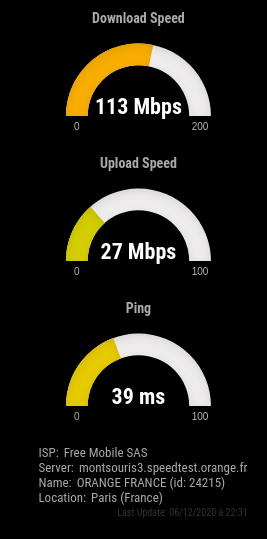 Download Speed
113 Mbps
0 200
Upload Speed
27 Mbps
0 100
Ping
39 ms
0 100
ISP: Free Mobile SAS
Server: montsouris3.speedtest.orange.fr
Name: ORANGE FRANCE (id: 24215)
Location: Paris (France)
Last Update: 06/12/2020 à 22:31